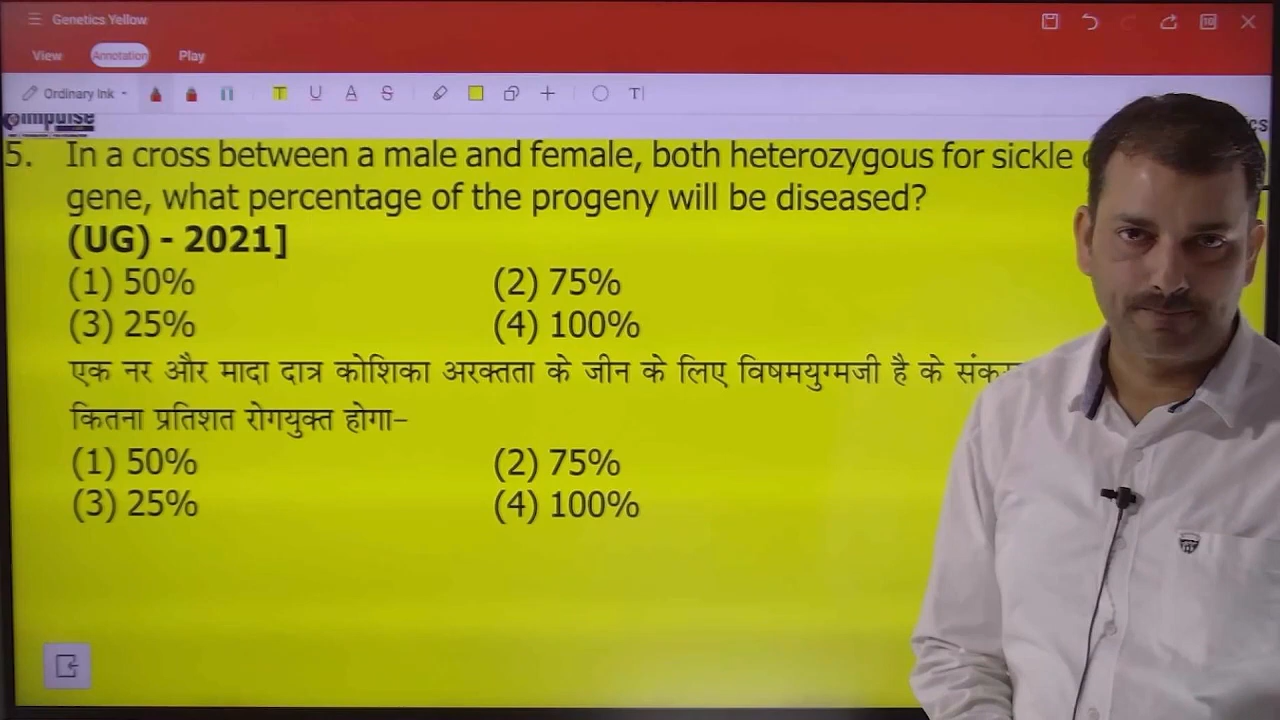 Genetics Yellow
View Annotation Play
Ordinary Ink
impulse
5. In a cross between a male and female, both heterozygous for sickle
gene, what percentage of the progeny will be diseased?
(UG) - 2021]
(1) 50% (2) 75%
(3) 25% (4) 100%
एक नर और मादा दात्र कोशिका अरक्तता के जीन के लिए विषमयुग्मजी है के
कितना प्रतिशत रोगयुक्त होगा–
(1) 50% (2) 75%
(3) 25% (4) 100%